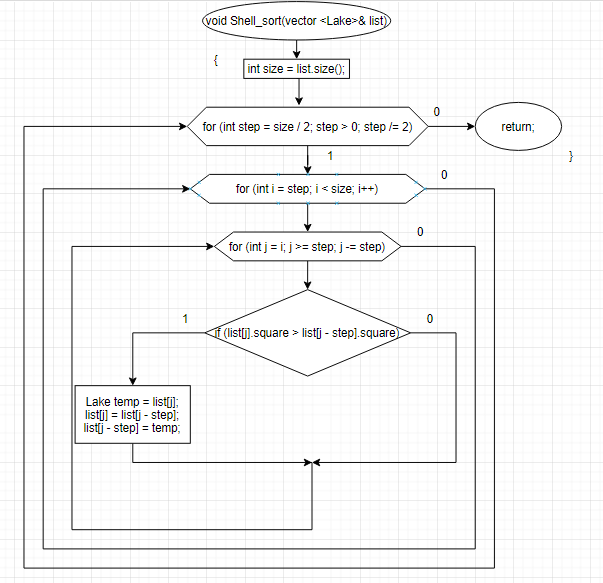 void Shell_sort(vector <Lake>& list)
{
int size = list.size();
for (int step = size / 2; step > 0; step /= 2)
0
return;
}
1
for (int i = step; i < size; i++)
0
for (int j = i; j >= step; j -= step)
0
if (list[j].square > list[j - step].square)
1
0
Lake temp = list[j];
list[j] = list[j - step];
list[j - step] = temp;